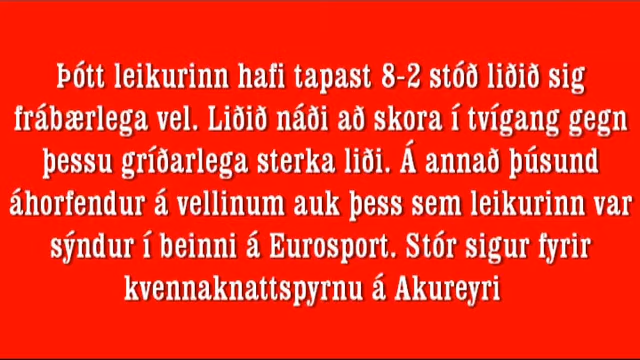 Þótt leikurinn hafi tapast 8-2 stóð liðið sig
frábærlega vel. Liðið náði að skora í tvígang gegn
þessu gríðarlega sterka liði. Á annað þúsund
áhorfendur á vellinum auk þess sem leikurinn var
sýndur í beinni á Eurosport. Stór sigur fyrir
kvennaknattspyrnu á Akureyri